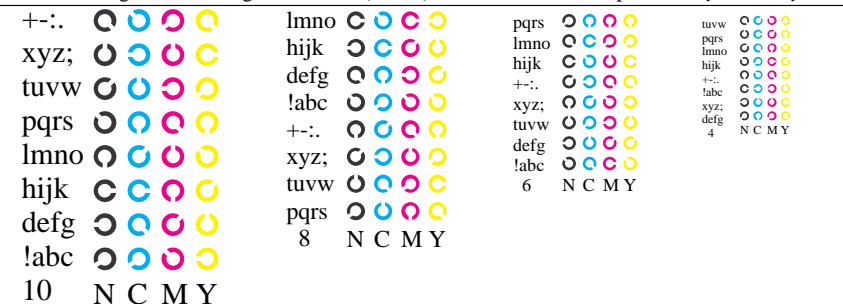 +-:.
xyz;
tuvw
pqrs
lmno
hijk
defg
!abc
10 N C M Y
lmno
hijk
defg
!abc
+-:.
xyz;
tuvw
pqrs
8 N C M Y
pqrs
lmno
hijk
+-:.
xyz;
tuvw
defg
!abc
6 N C M Y
tuvw
pqrs
lmno
hijk
+-:.
!abc
xyz;
defg
4 N C M Y